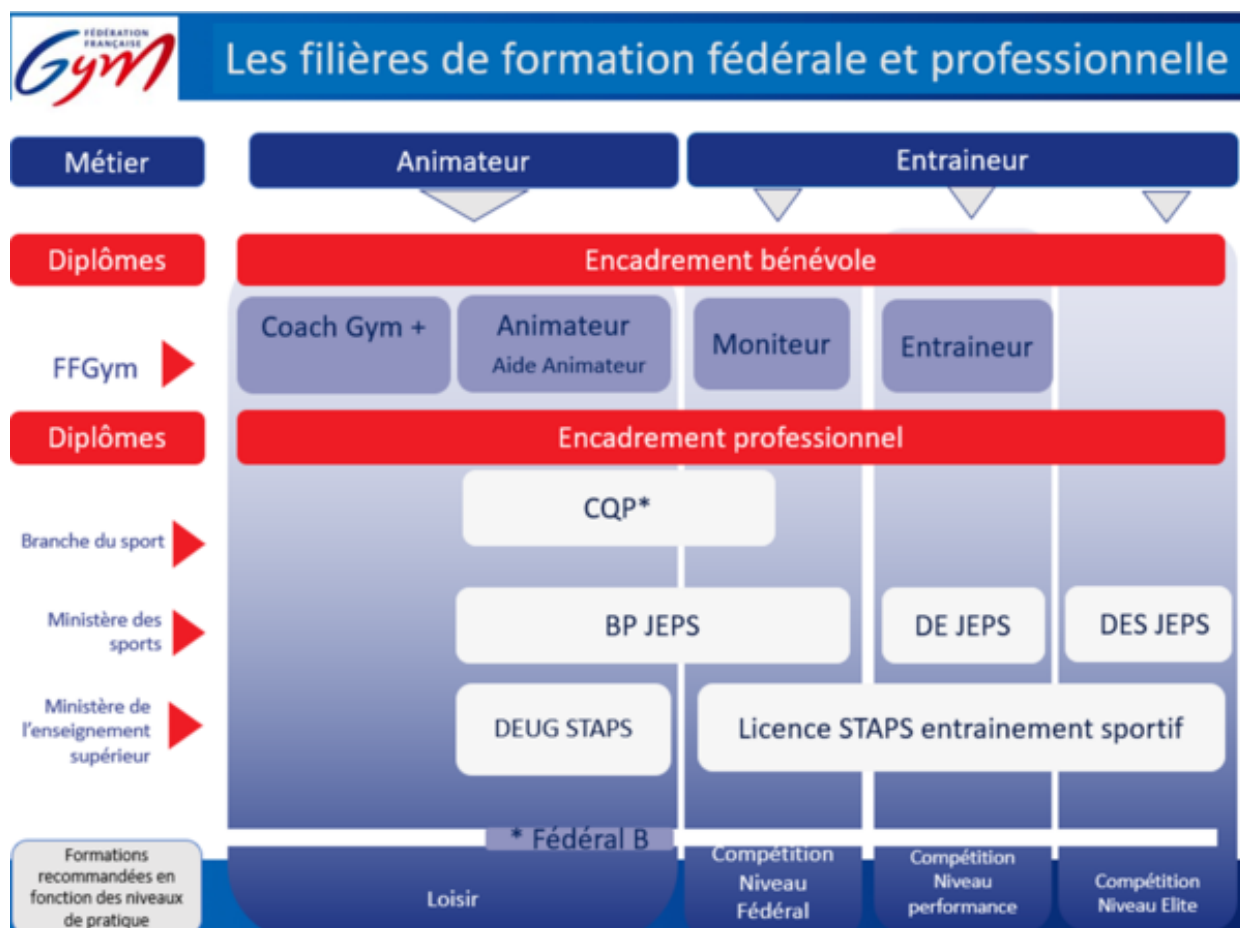 FÉDÉRATION
FRANÇAISE
Gym
Les filières de formation fédérale et professionnelle
Métier
Animateur
Entraineur
Diplômes
Encadrement bénévole
FFGym
Coach Gym +
Animateur
Aide Animateur
Moniteur
Entraineur
Diplômes
Encadrement professionnel
Branche du sport
CQP*
Ministère des
sports
BP JEPS
DE JEPS
DES JEPS
Ministère de
l'enseignement
supérieur
DEUG STAPS
Licence STAPS entrainement sportif
* Fédéral B
Formations
recommandées en
fonction des niveaux
de pratique
Loisir
Compétition
Niveau
Fédéral
Compétition
Niveau
performance
Compétition
Niveau Elite